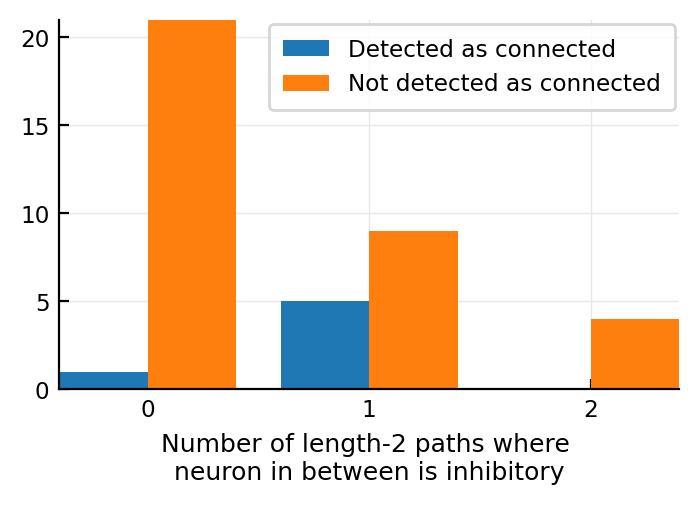 20
15
10
5
0
Detected as connected
Not detected as connected
0 1 2
Number of length-2 paths where
neuron in between is inhibitory